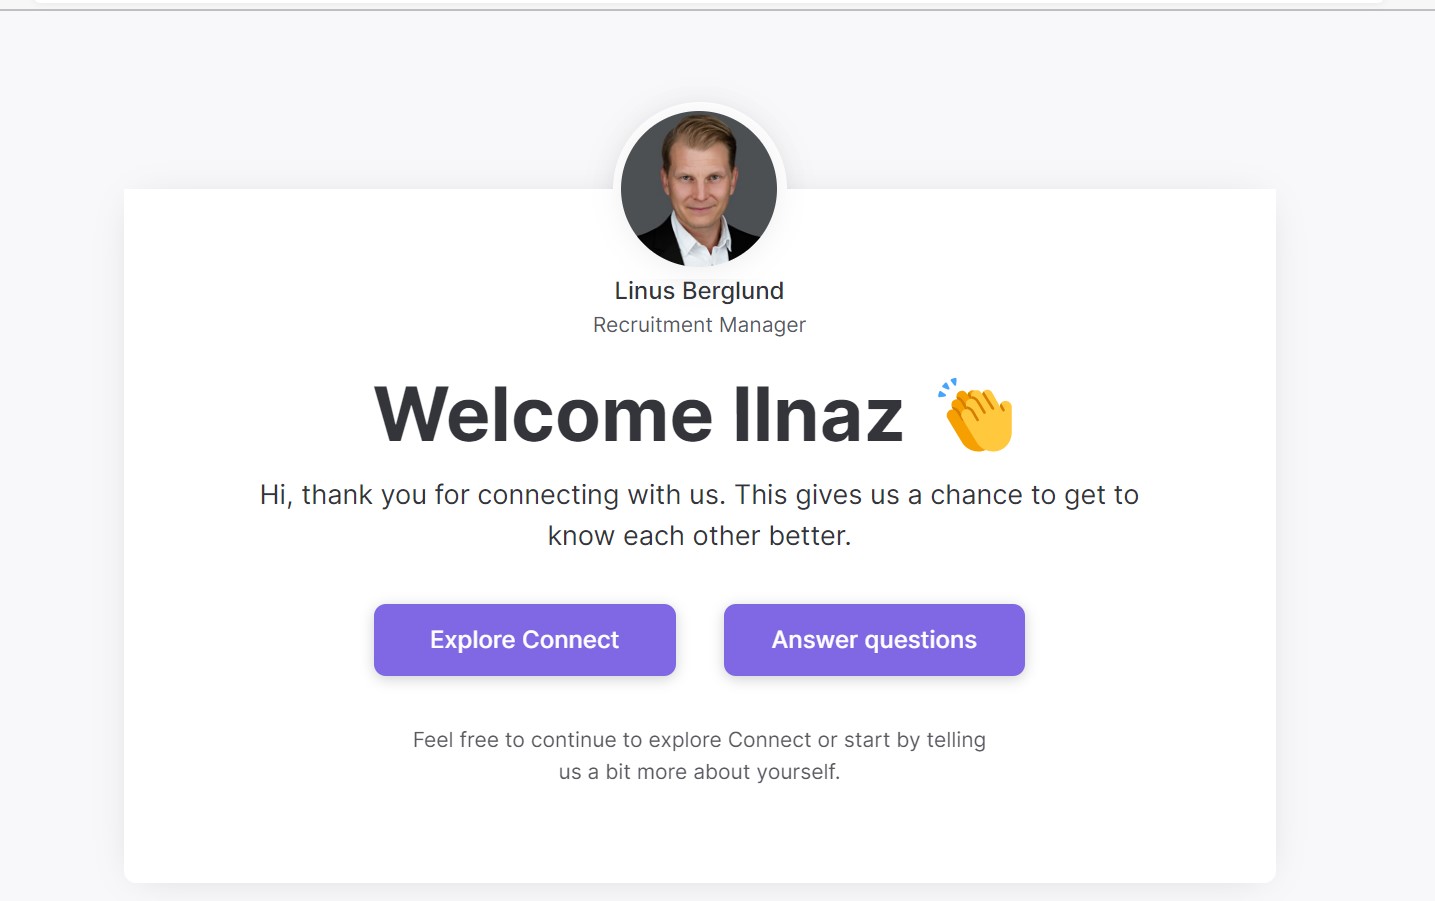 Linus Berglund
Recruitment Manager
Welcome Ilnaz 👏
Hi, thank you for connecting with us. This gives us a chance to get to
know each other better.
Explore Connect
Answer questions
Feel free to continue to explore Connect or start by telling
us a bit more about yourself.